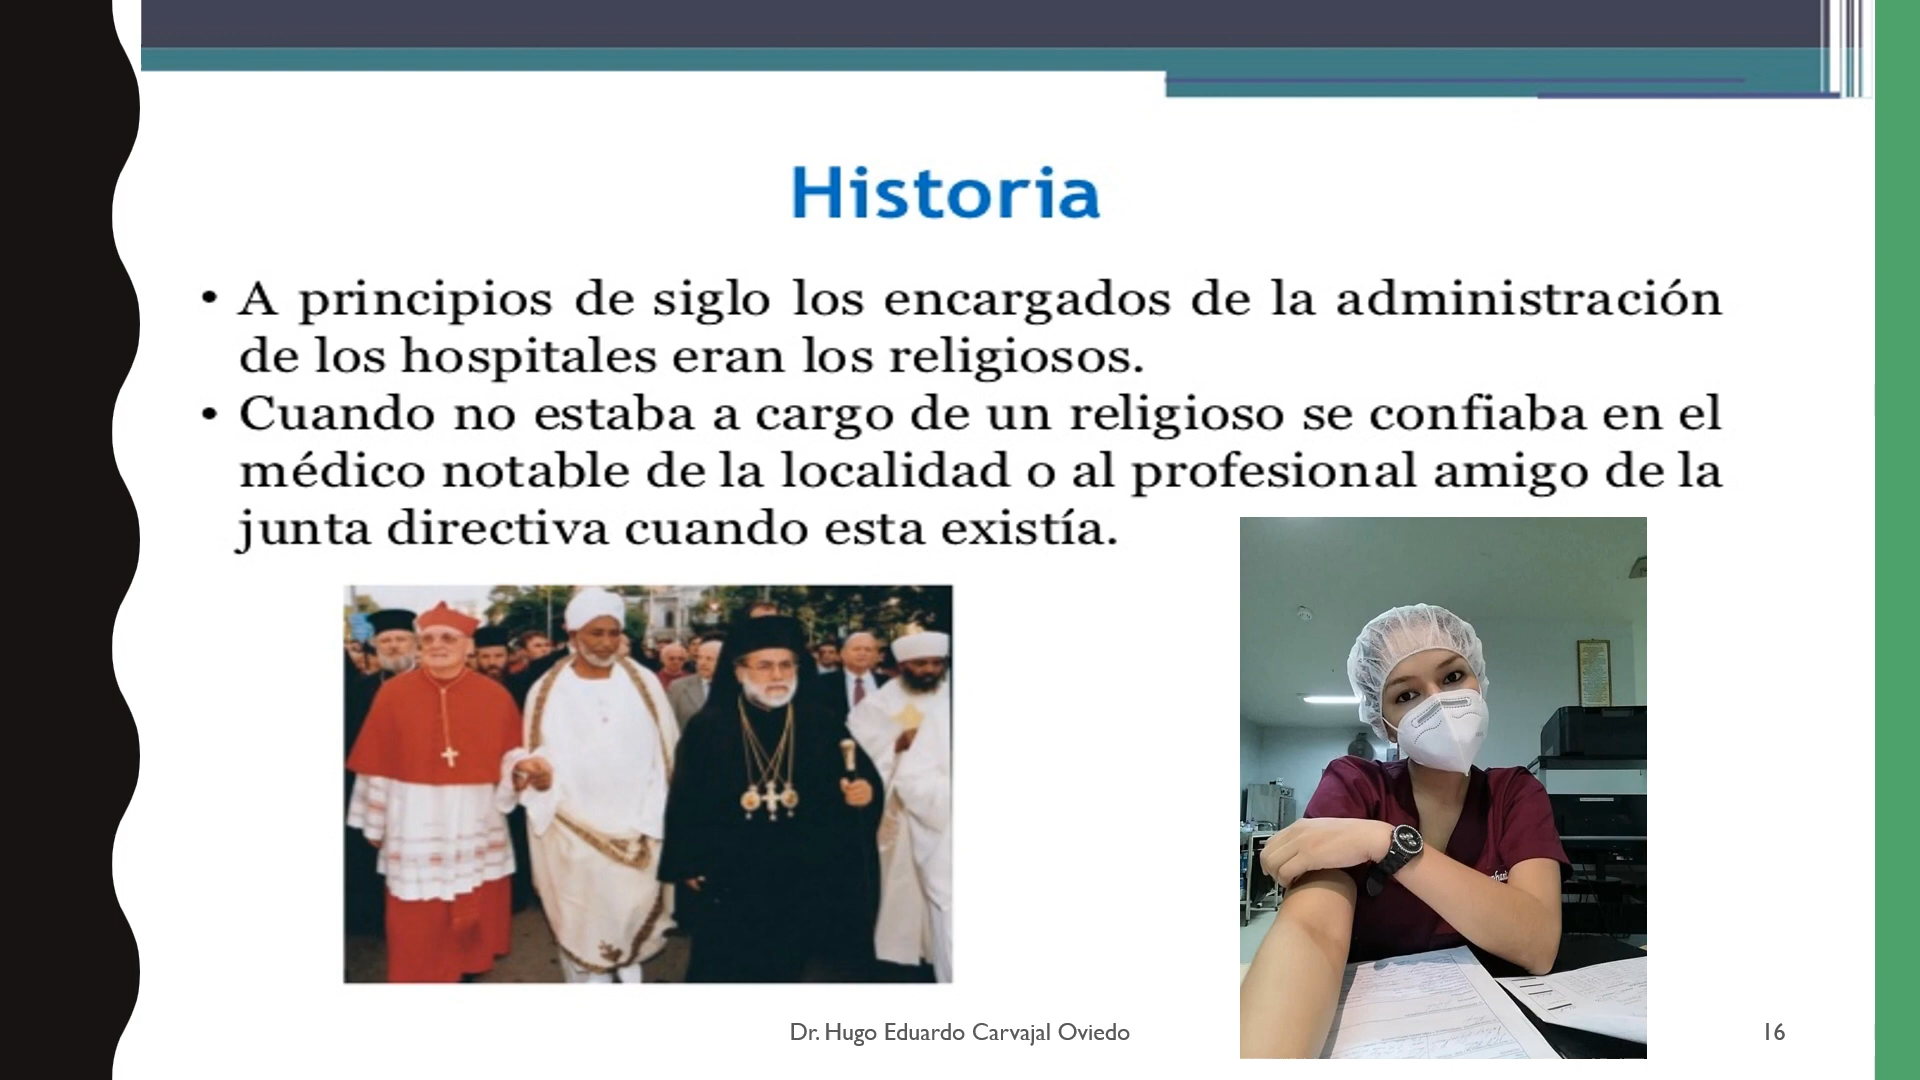 Historia
• A principios de siglo los encargados de la administración
de los hospitales eran los religiosos.
• Cuando no estaba a cargo de un religioso se confiaba en el
médico notable de la localidad o al profesional amigo de la
junta directiva cuando esta existía.
Dr. Hugo Eduardo Carvajal Oviedo
16